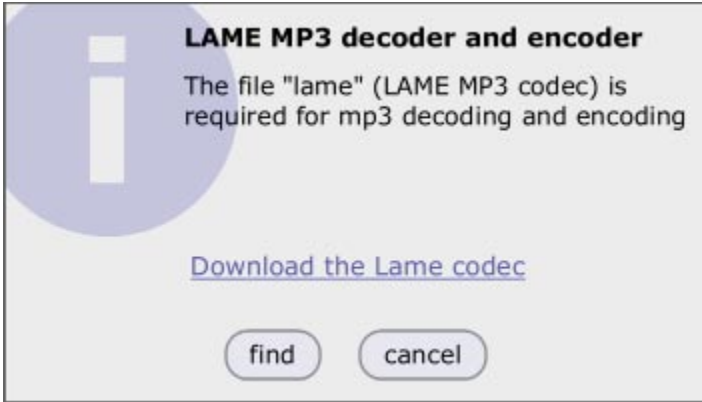 LAME MP3 decoder and encoder
The file "lame" (LAME MP3 codec) is
required for mp3 decoding and encoding
Download the Lame codec
find cancel